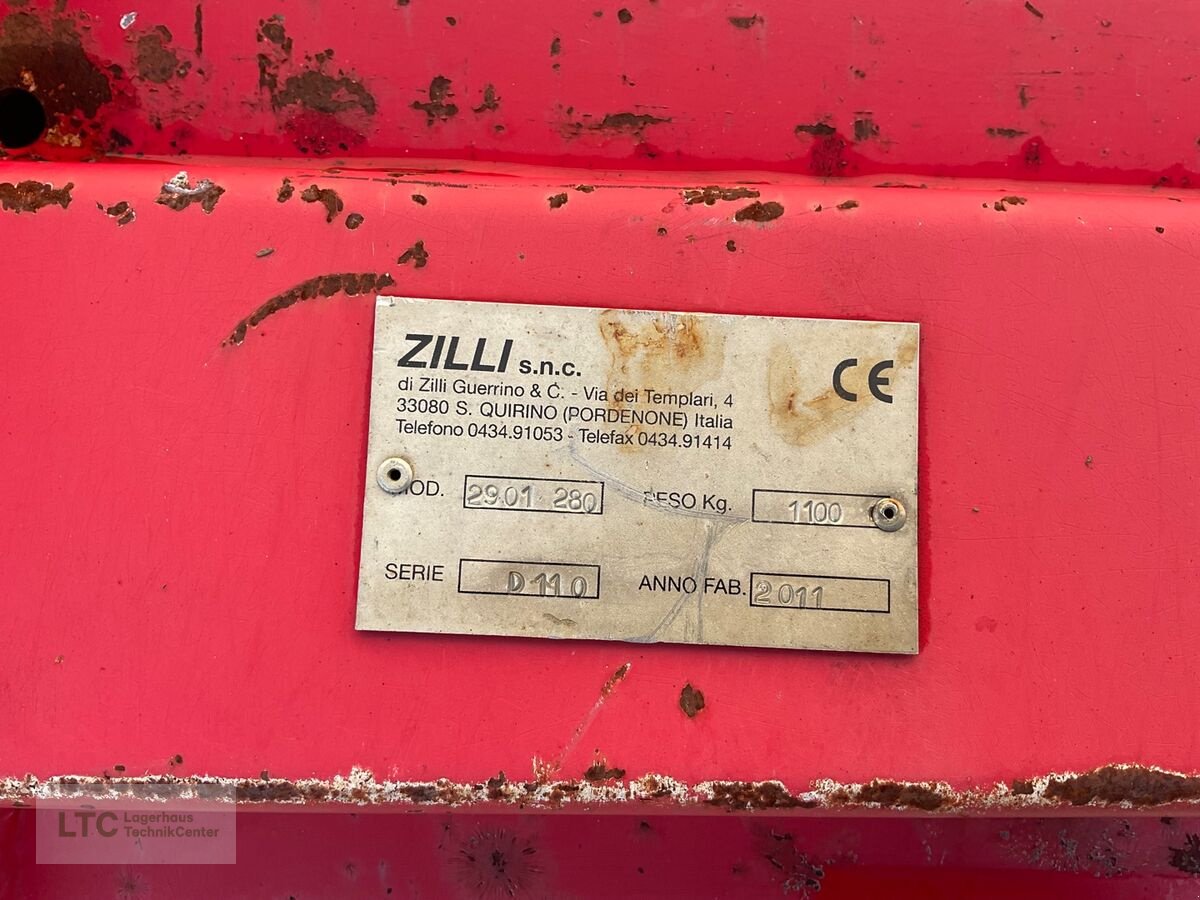 ZILLI s.n.c.
di Zilli Guerrino & C. - Via dei Templari, 4
33080 S. QUIRINO (PORDENONE) Italia
Telefono 0434.91053 - Telefax 0434.91414
CE
MOD. 29.01 280 PESO Kg. 1100
SERIE D110 ANNO FAB. 2011
LTC Lagerhaus
TechnikCenter